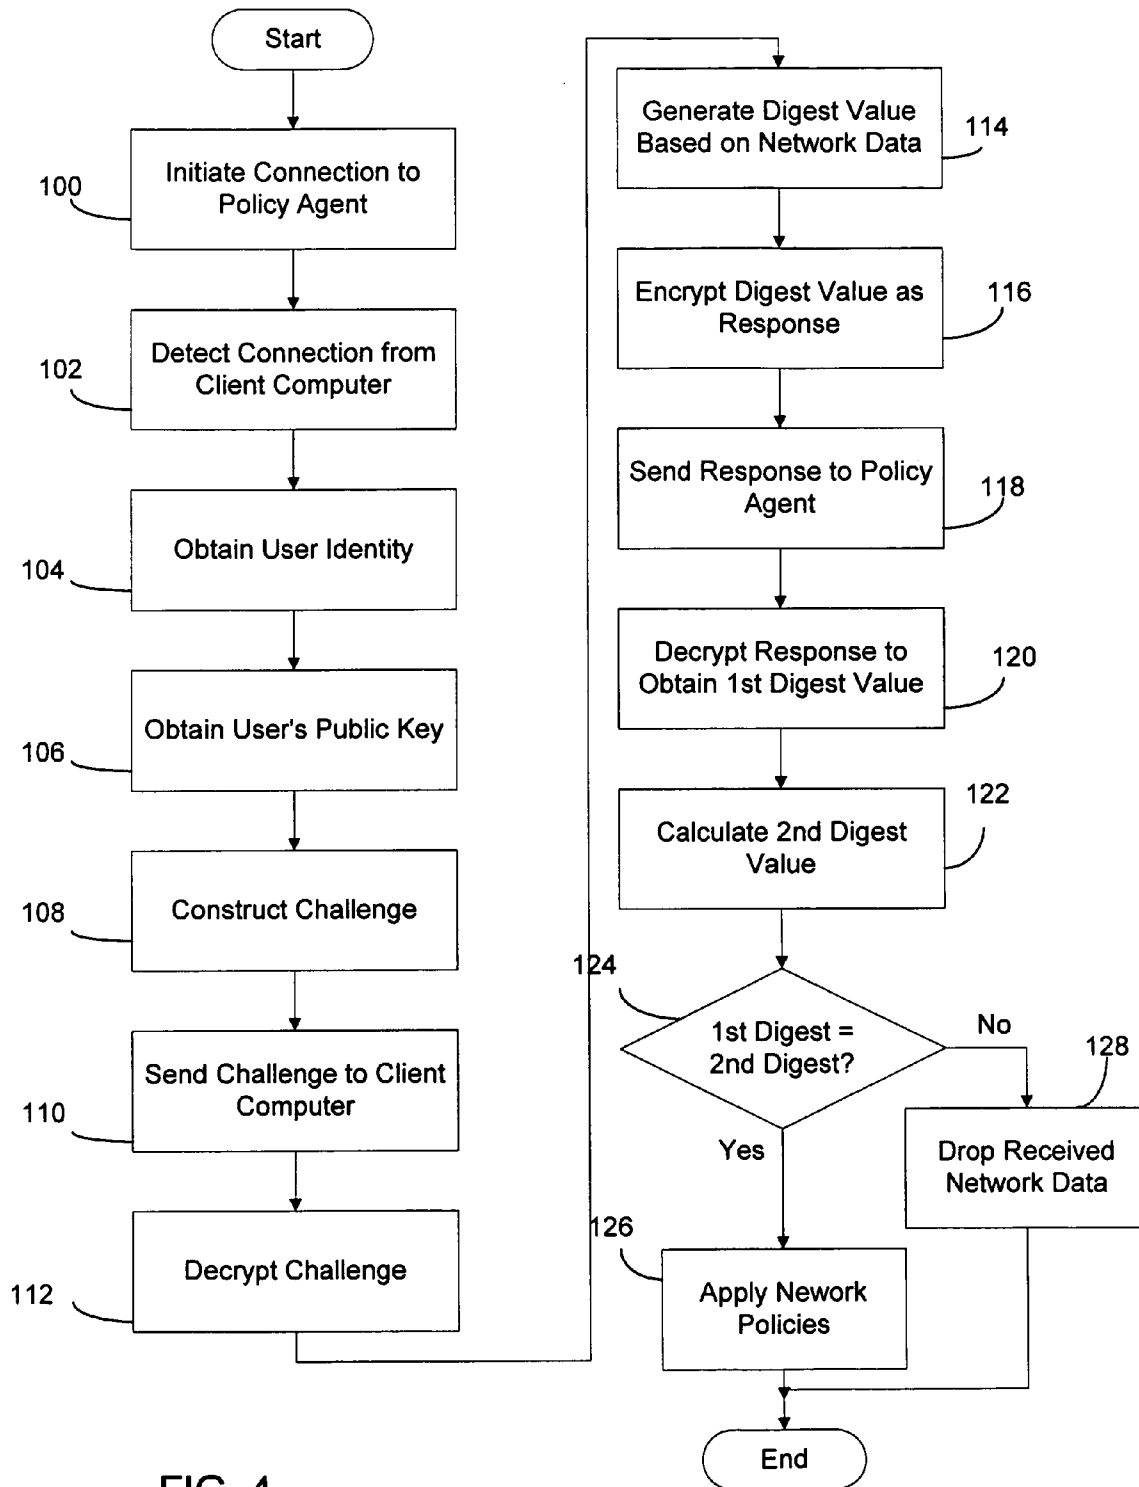 Start
100
Initiate Connection to
Policy Agent
102
Detect Connection from
Client Computer
104
Obtain User Identity
106
Obtain User's Public Key
108
Construct Challenge
110
Send Challenge to Client
Computer
112
Decrypt Challenge
Generate Digest Value
Based on Network Data
114
Encrypt Digest Value as
Response
116
Send Response to Policy
Agent
118
Decrypt Response to
Obtain 1st Digest Value
120
Calculate 2nd Digest
Value
122
124
1st Digest =
2nd Digest?
No
128
Yes
Drop Received
Network Data
126
Apply Nework
Policies
End
FIG. 4